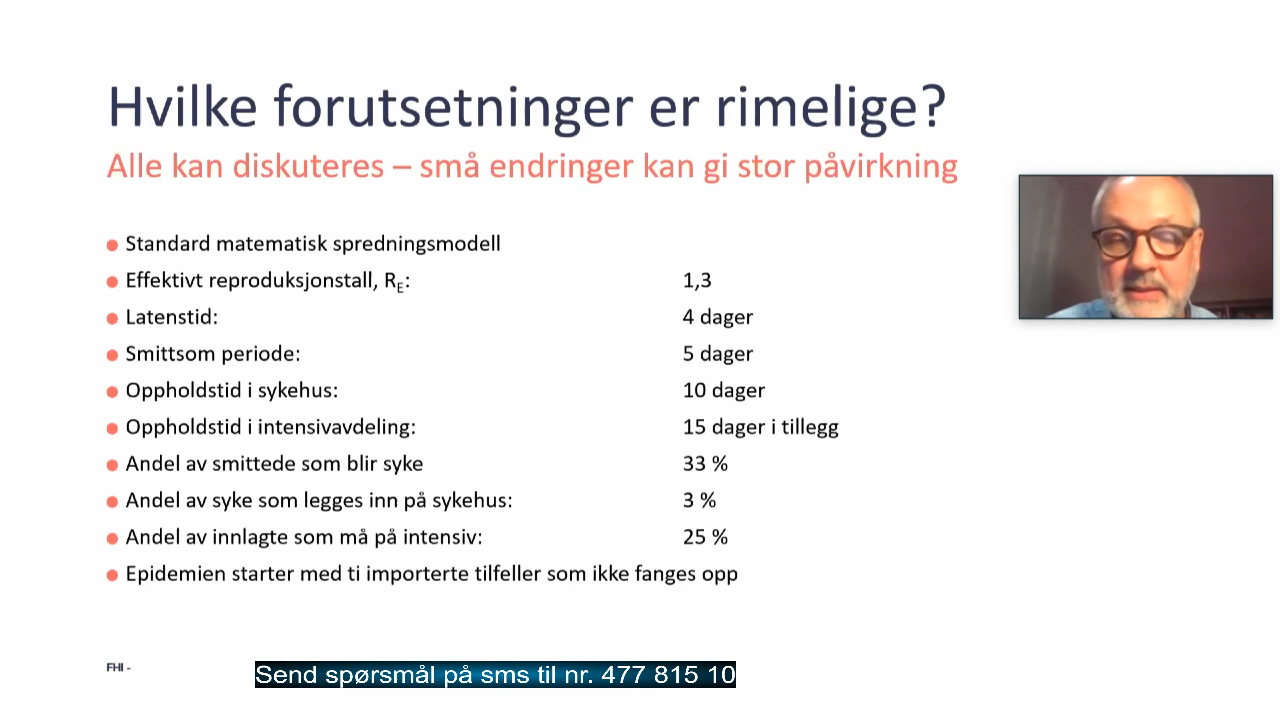 Hvilke forutsetninger er rimelige?
Alle kan diskuteres – små endringer kan gi stor påvirkning
Standard matematisk spredningsmodell
Effektivt reproduksjonstall, RE: 1,3
Latenstid: 4 dager
Smittsom periode: 5 dager
Oppholdstid i sykehus: 10 dager
Oppholdstid i intensivavdeling: 15 dager i tillegg
Andel av smittede som blir syke 33 %
Andel av syke som legges inn på sykehus: 3 %
Andel av innlagte som må på intensiv: 25 %
Epidemien starter med ti importerte tilfeller som ikke fanges opp
FHI -
Send spørsmål på sms til nr. 477 815 10